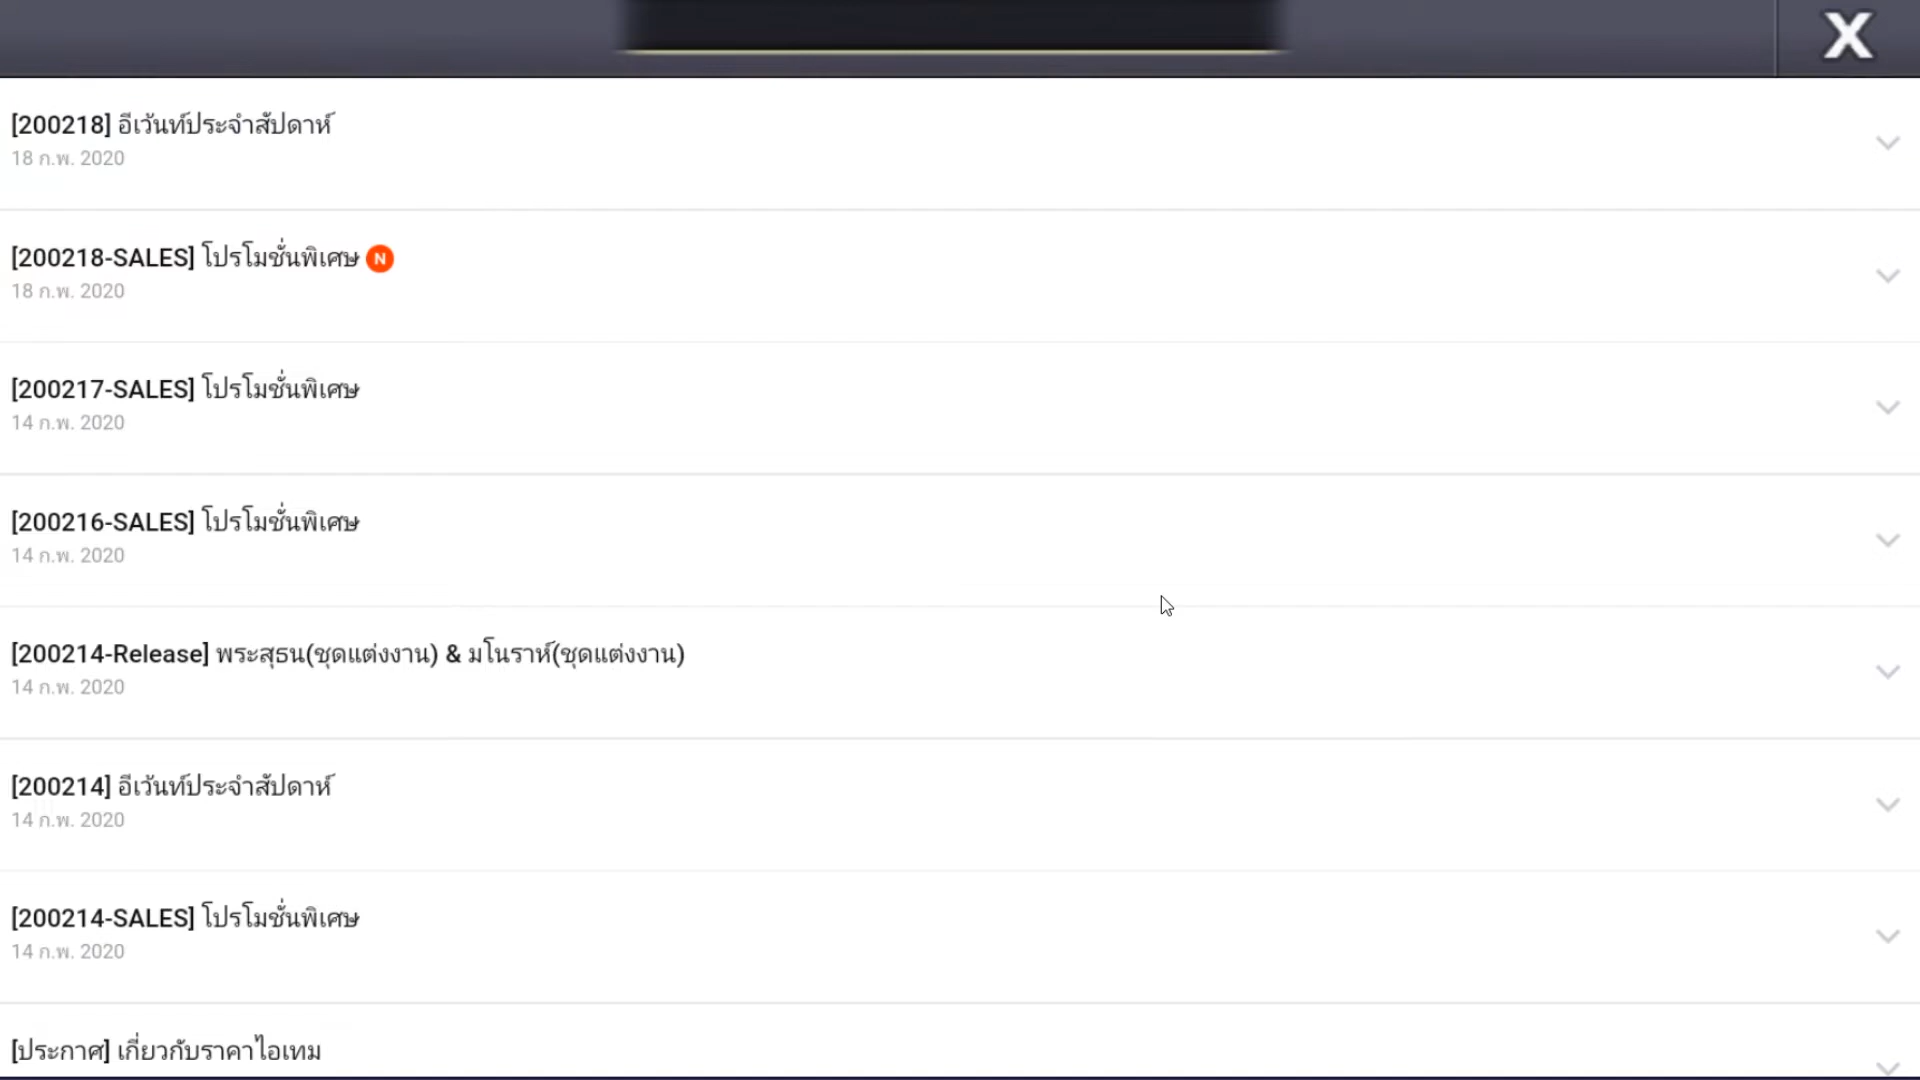 X
[200218] อีเว้นท์ประจำสัปดาห์
18 ก.พ. 2020
[200218-SALES] โปรโมชั่นพิเศษ N
18 ก.พ. 2020
[200217-SALES] โปรโมชั่นพิเศษ
14 ก.พ. 2020
[200216-SALES] โปรโมชั่นพิเศษ
14 ก.พ. 2020
[200214-Release] พระสุธน(ชุดแต่งงาน) & มโนราห์(ชุดแต่งงาน)
14 ก.พ. 2020
[200214] อีเว้นท์ประจำสัปดาห์
14 ก.พ. 2020
[200214-SALES] โปรโมชั่นพิเศษ
14 ก.พ. 2020
[ประกาศ] เกี่ยวกับราคาไอเทม